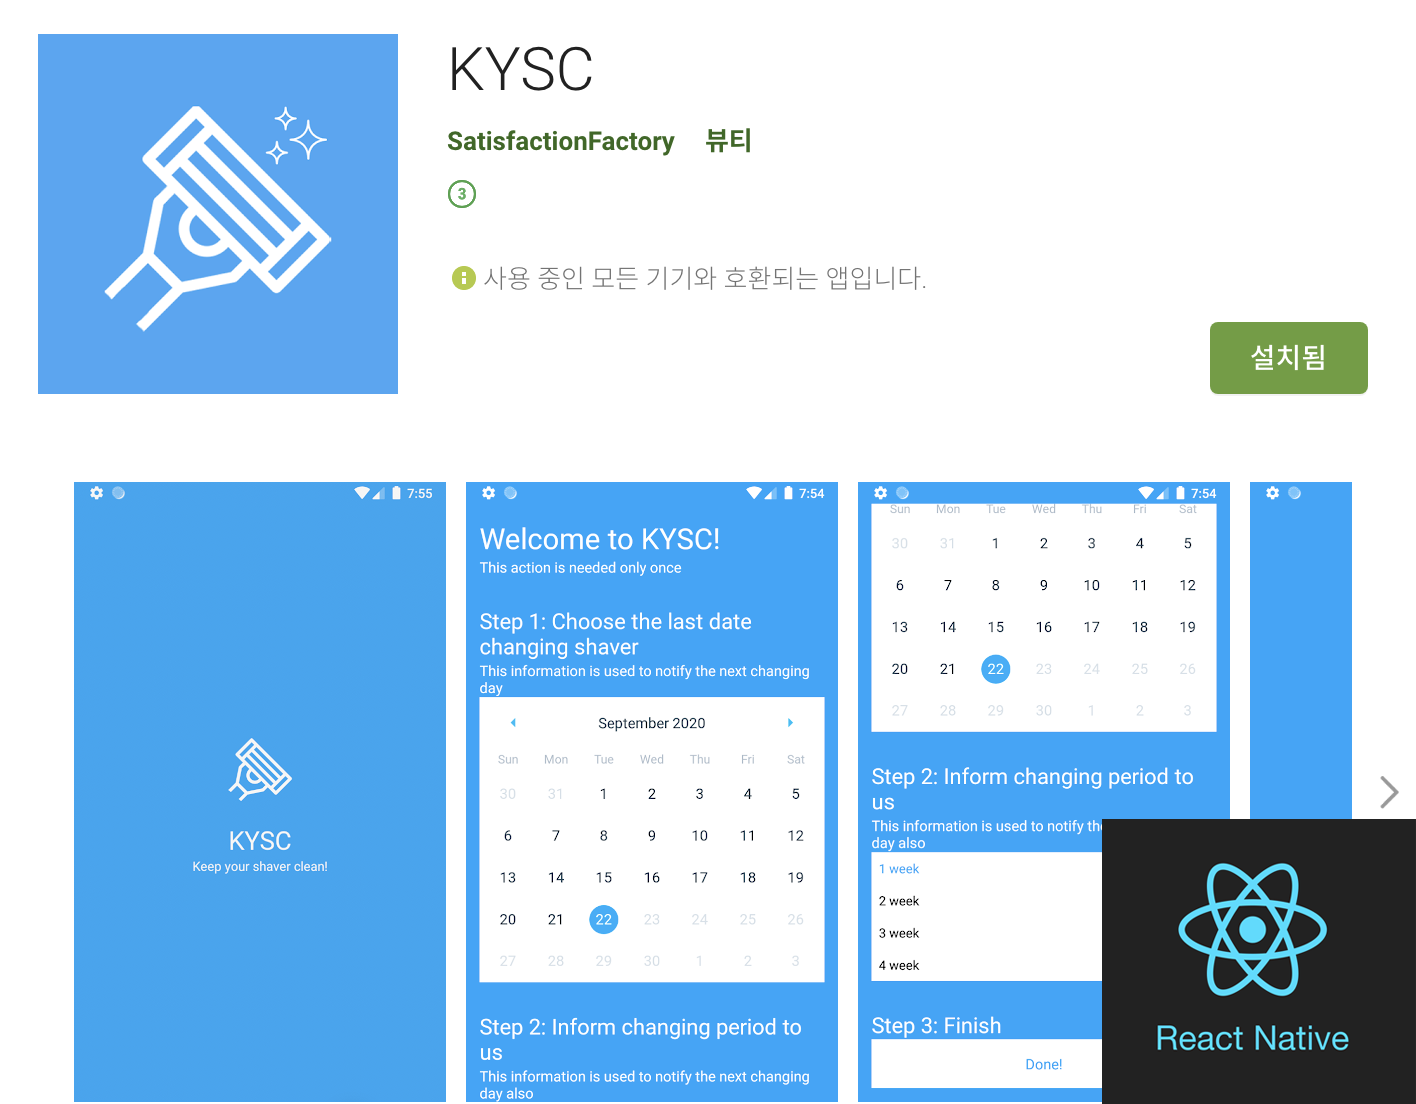 KYSC
SatisfactionFactory 뷰티
3
사용 중인 모든 기기와 호환되는 앱입니다.
설치됨
7:55
KYSC
Keep your shaver clean!
7:54
Welcome to KYSC!
This action is needed only once
Step 1: Choose the last date
changing shaver
This information is used to notify the next changing
day
September 2020
Sun Mon Tue Wed Thu Fri Sat
30 31 1 2 3 4 5
6 7 8 9 10 11 12
13 14 15 16 17 18 19
20 21 22 23 24 25 26
27 28 29 30 1 2 3
Step 2: Inform changing period to
us
This information is used to notify the next changing
day also
7:54
Sun Mon Tue Wed Thu Fri Sat
30 31 1 2 3 4 5
6 7 8 9 10 11 12
13 14 15 16 17 18 19
20 21 22 23 24 25 26
27 28 29 30 1 2 3
Step 2: Inform changing period to
us
This information is used to notify th
day also
1 week
2 week
3 week
4 week
Step 3: Finish
Done!
React Native